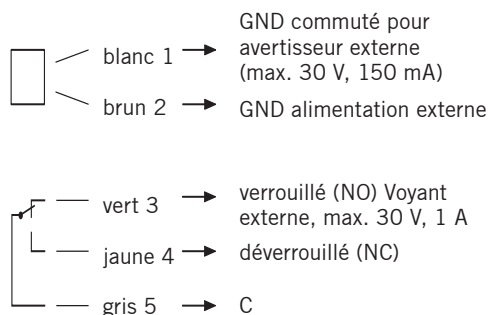 GND commuté pour
avertisseur externe
blanc 1
(max. 30 V, 150 mA)
brun 2
GND alimentation externe
vert 3
verrouillé (NO) Voyant
externe, max. 30 V, 1 A
jaune 4
déverrouillé (NC)
gris 5
C